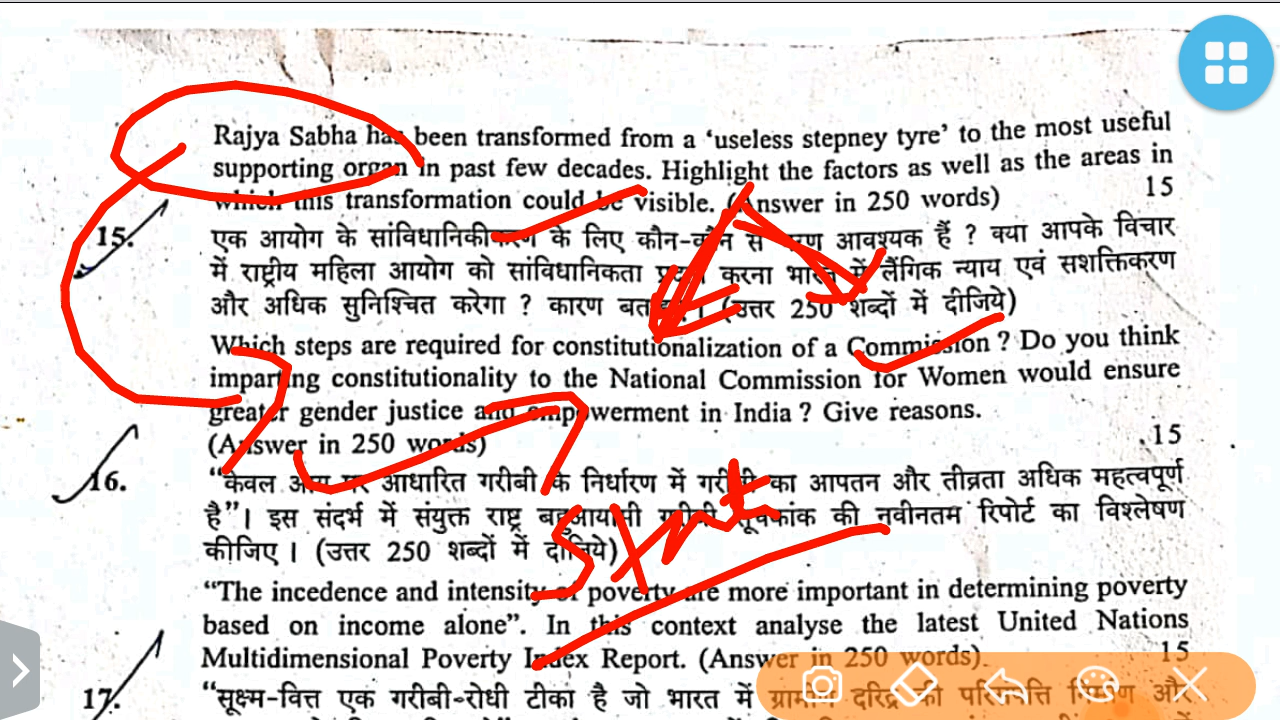 Rajya Sabha has been transformed from a ‘useless stepney tyre’ to the most useful
supporting organ in past few decades. Highlight the factors as well as the areas in
which this transformation could be visible. (Answer in 250 words) 15
15. एक आयोग के सांविधानिकीकरण के लिए कौन-कौन से चरण आवश्यक हैं ? क्या आपके विचार
में राष्ट्रीय महिला आयोग को सांविधानिकता प्रदान करना भारत में लैंगिक न्याय एवं सशक्तिकरण
और अधिक सुनिश्चित करेगा ? कारण बताइए। (उत्तर 250 शब्दों में दीजिये)
Which steps are required for constitutionalization of a Commission ? Do you think
imparting constitutionality to the National Commission for Women would ensure
greater gender justice and empowerment in India ? Give reasons.
(Answer in 250 words) 15
16. “केवल आय पर आधारित गरीबी के निर्धारण में गरीबी का आपतन और तीव्रता अधिक महत्वपूर्ण
है”। इस संदर्भ में संयुक्त राष्ट्र बहुआयामी गरीबी सूचकांक की नवीनतम रिपोर्ट का विश्लेषण
कीजिए। (उत्तर 250 शब्दों में दीजिये)
“The incedence and intensity of poverty are more important in determining poverty
based on income alone”. In this context analyse the latest United Nations
Multidimensional Poverty Index Report. (Answer in 250 words) 15
17. “सूक्ष्म-वित्त एक गरीबी-रोधी टीका है जो भारत में ग्रामीण दरिद्र की परिसंपत्ति निर्माण और